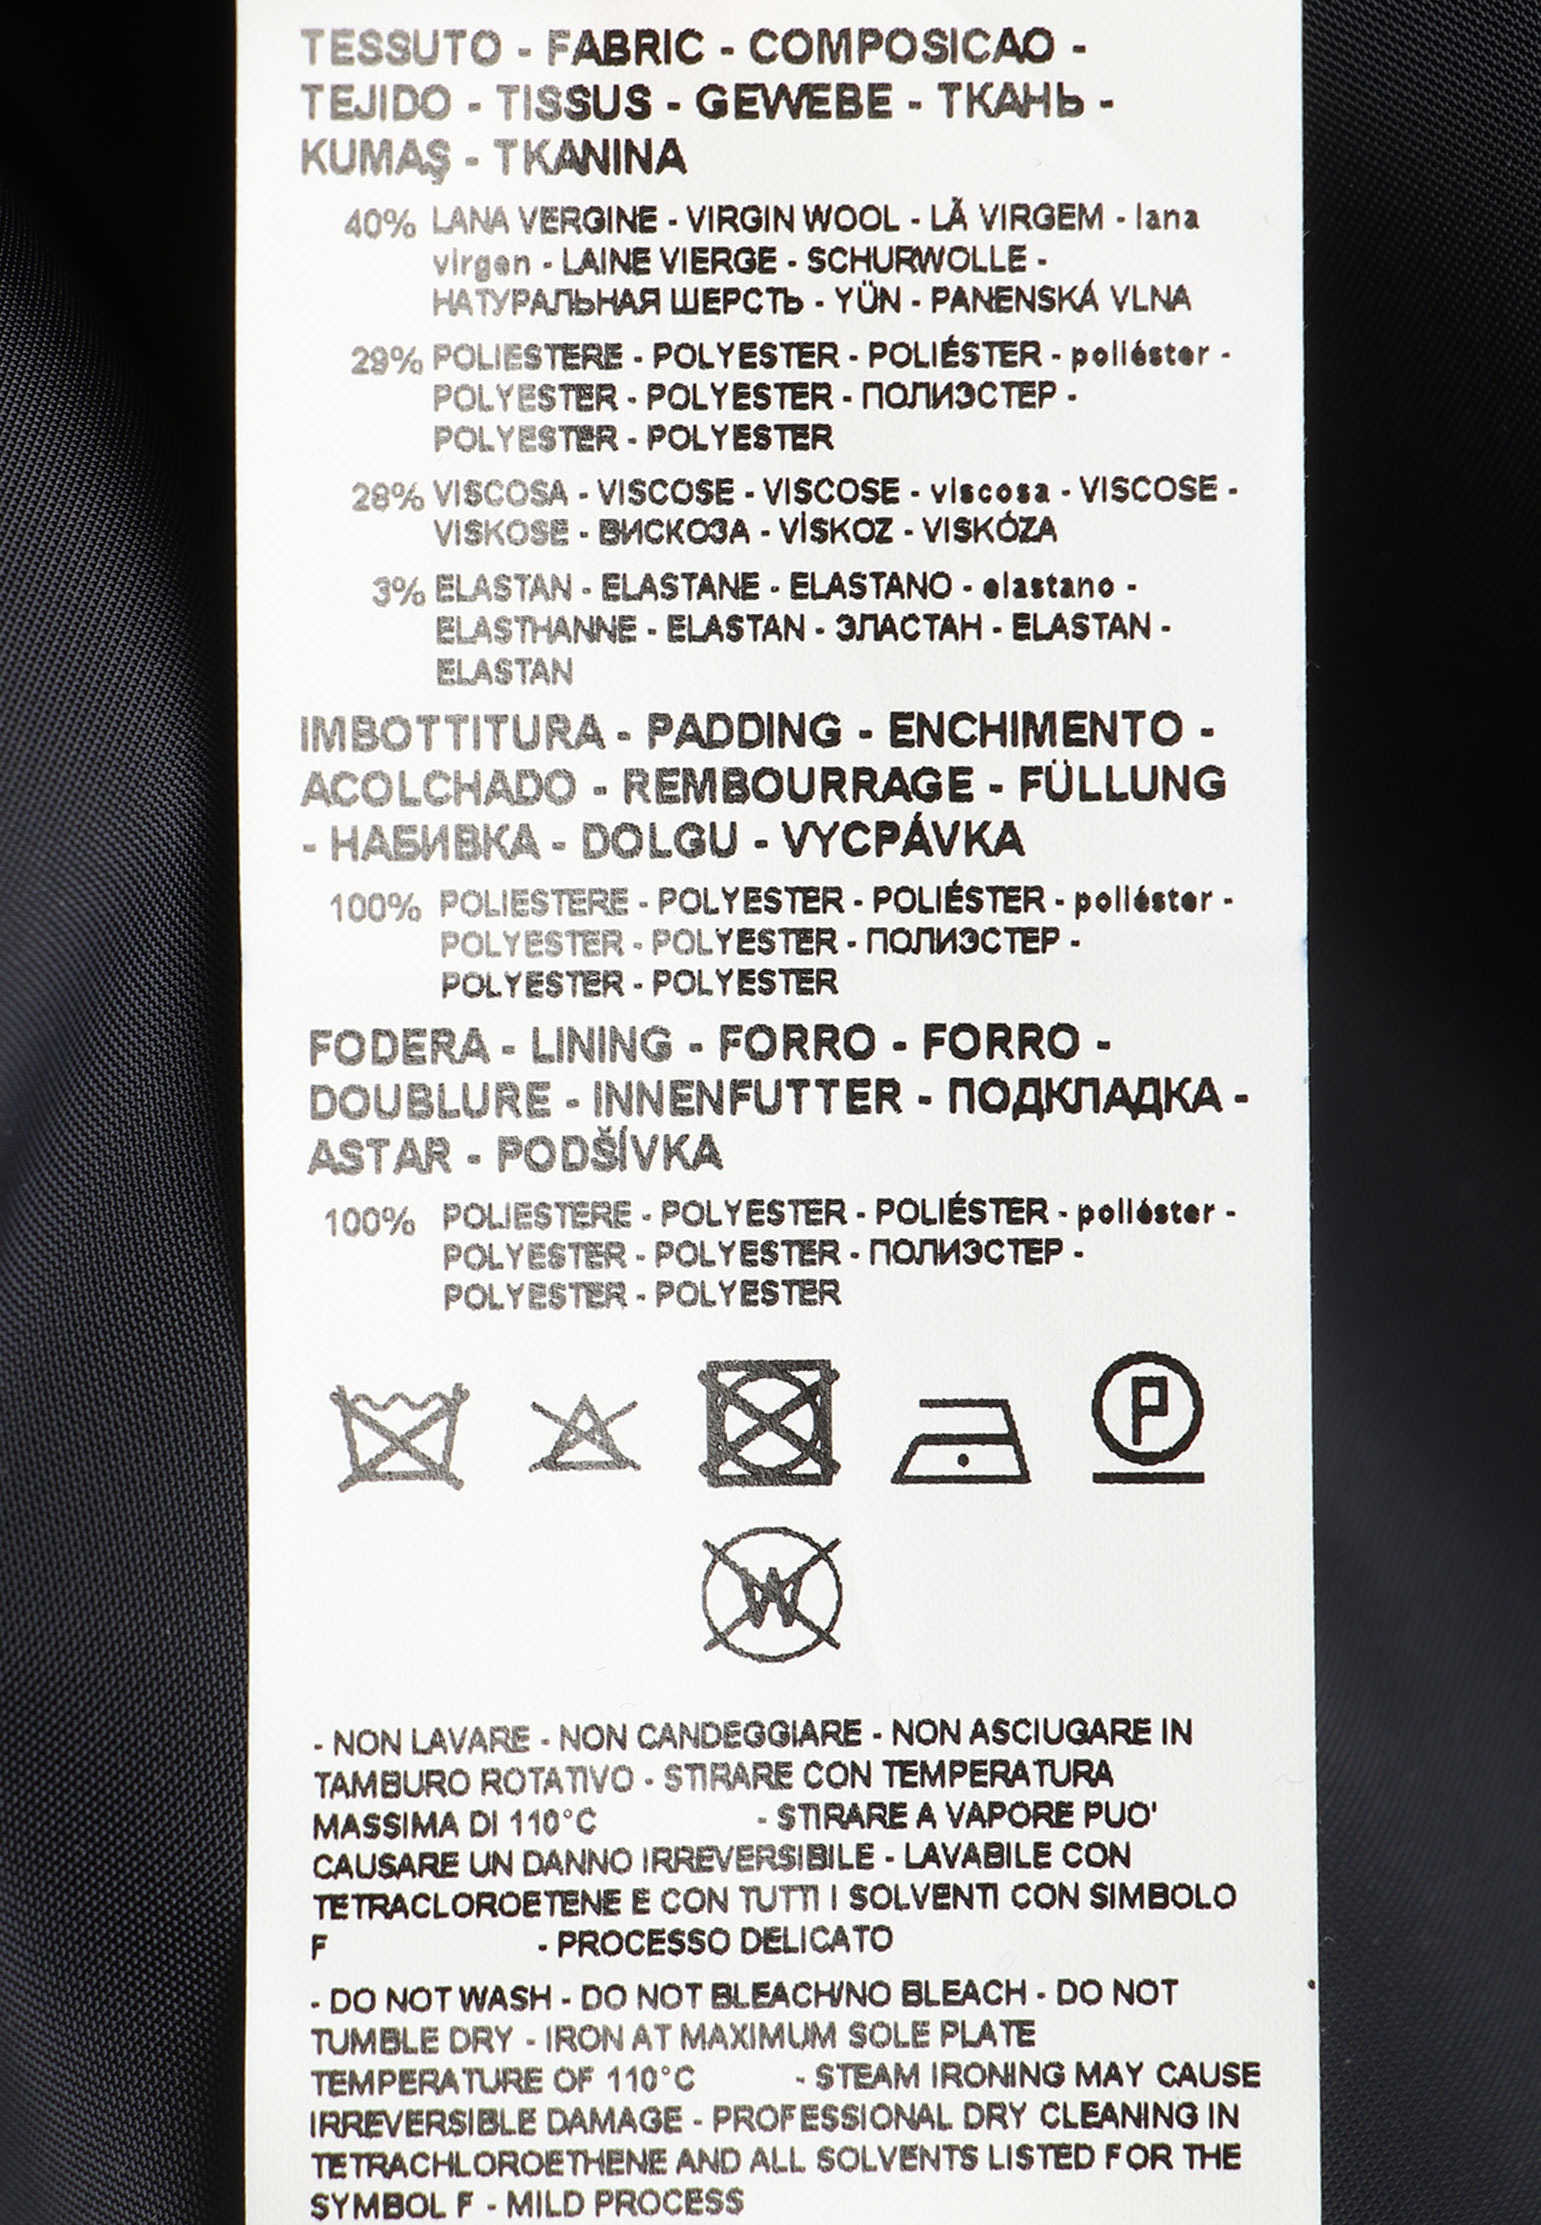 TESSUTO - FABRIC - COMPOSICAO -
TEJIDO - TISSUS - GEWEBE - ТКАНЬ -
KUMAŞ - TKANINA
40% LANA VERGINE - VIRGIN WOOL - LÃ VIRGEM - lana
virgen - LAINE VIERGE - SCHURWOLLE -
НАТУРАЛЬНАЯ ШЕРСТЬ - YÜN - PANENSKÁ VLNA
29% POLIESTERE - POLYESTER - POLIÉSTER - poliéster -
POLYESTER - POLYESTER - ПОЛИЭСТЕР -
POLYESTER - POLYESTER
28% VISCOSA - VISCOSE - VISCOSE - viscosa - VISCOSE -
VISKOSE - ВИСКОЗА - VİSKOZ - VISKÓZA
3% ELASTAN - ELASTANE - ELASTANO - elastano -
ELASTHANNE - ELASTAN - ЭЛАСТАН - ELASTAN -
ELASTAN
IMBOTTITURA - PADDING - ENCHIMENTO -
ACOLCHADO - REMBOURRAGE - FÜLLUNG
- НАБИВКА - DOLGU - VYCPÁVKA
100% POLIESTERE - POLYESTER - POLIÉSTER - poliéster -
POLYESTER - POLYESTER - ПОЛИЭСТЕР -
POLYESTER - POLYESTER
FODERA - LINING - FORRO - FORRO -
DOUBLURE - INNENFUTTER - ПОДКЛАДКА -
ASTAR - PODŠÍVKA
100% POLIESTERE - POLYESTER - POLIÉSTER - poliéster -
POLYESTER - POLYESTER - ПОЛИЭСТЕР -
POLYESTER - POLYESTER
P
W
- NON LAVARE - NON CANDEGGIARE - NON ASCIUGARE IN
TAMBURO ROTATIVO - STIRARE CON TEMPERATURA
MASSIMA DI 110°C - STIRARE A VAPORE PUO'
CAUSARE UN DANNO IRREVERSIBILE - LAVABILE CON
TETRACLOROETENE E CON TUTTI I SOLVENTI CON SIMBOLO
F - PROCESSO DELICATO
- DO NOT WASH - DO NOT BLEACH/NO BLEACH - DO NOT
TUMBLE DRY - IRON AT MAXIMUM SOLE PLATE
TEMPERATURE OF 110°C - STEAM IRONING MAY CAUSE
IRREVERSIBLE DAMAGE - PROFESSIONAL DRY CLEANING IN
TETRACHLOROETHENE AND ALL SOLVENTS LISTED FOR THE
SYMBOL F - MILD PROCESS